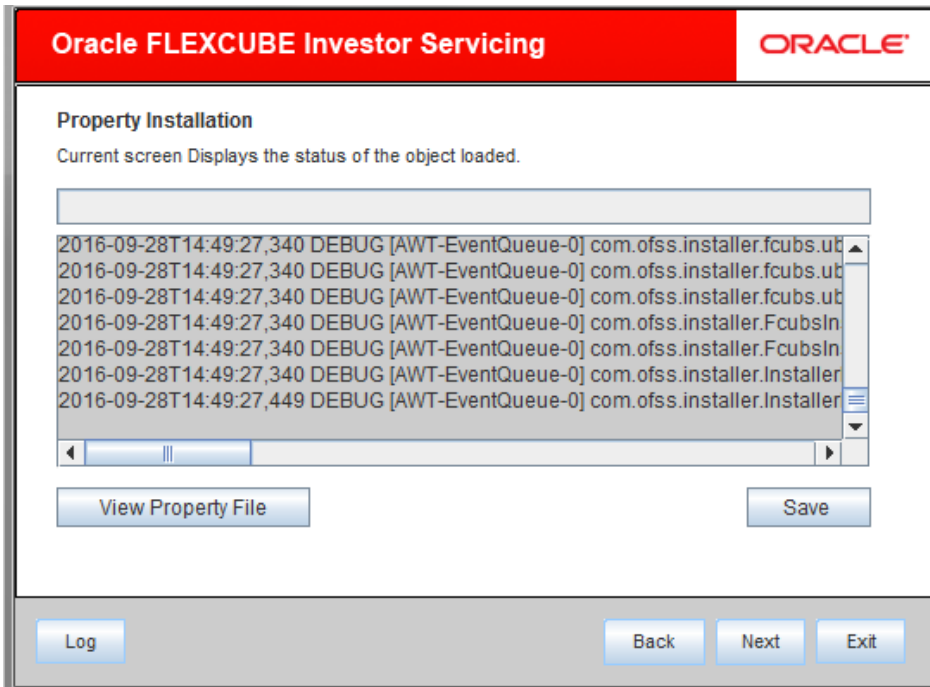 Oracle FLEXCUBE Investor Servicing
ORACLE
Property Installation
Current screen Displays the status of the object loaded.
2016-09-28T14:49:27,340 DEBUG [AWT-EventQueue-0] com.ofss.installer.fcubs.ub
2016-09-28T14:49:27,340 DEBUG [AWT-EventQueue-0] com.ofss.installer.fcubs.ub
2016-09-28T14:49:27,340 DEBUG [AWT-EventQueue-0] com.ofss.installer.fcubs.ub
2016-09-28T14:49:27,340 DEBUG [AWT-EventQueue-0] com.ofss.installer.FcubsIn
2016-09-28T14:49:27,340 DEBUG [AWT-EventQueue-0] com.ofss.installer.FcubsIn
2016-09-28T14:49:27,340 DEBUG [AWT-EventQueue-0] com.ofss.installer.Installer
2016-09-28T14:49:27,449 DEBUG [AWT-EventQueue-0] com.ofss.installer.Installer
View Property File
Save
Log
Back
Next
Exit